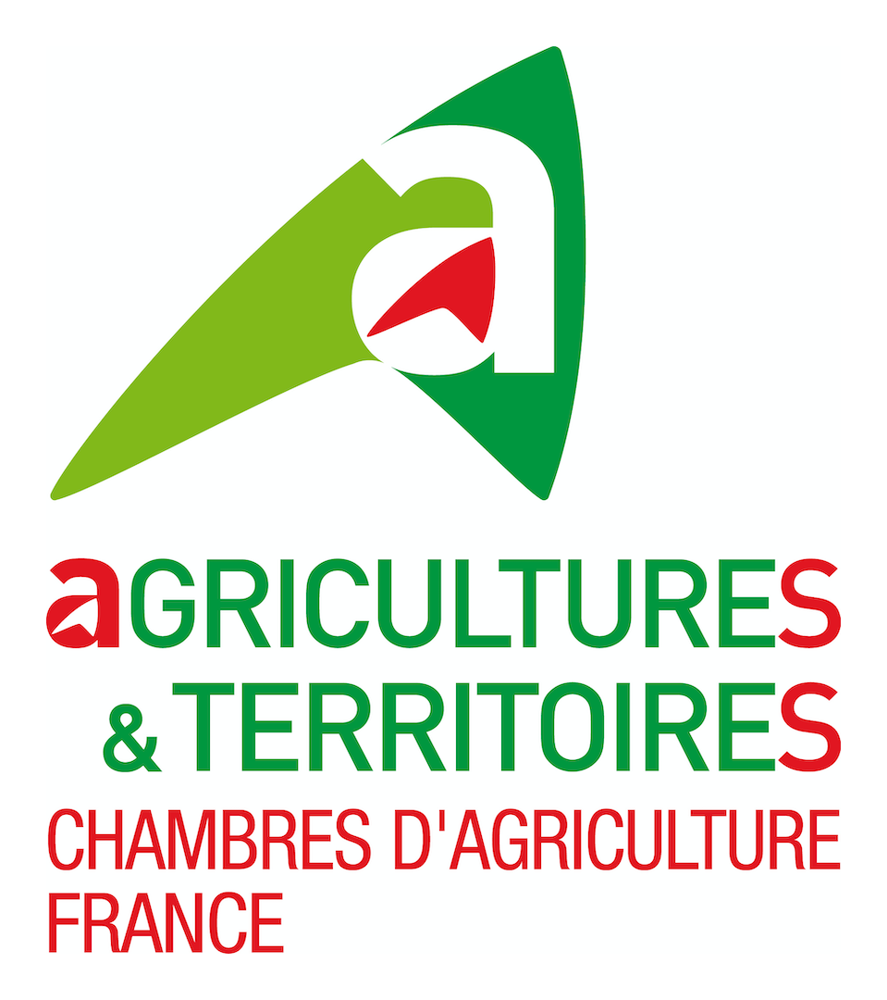 a
aGRICULTURES
& TERRITOIRES
CHAMBRES D'AGRICULTURE
FRANCE